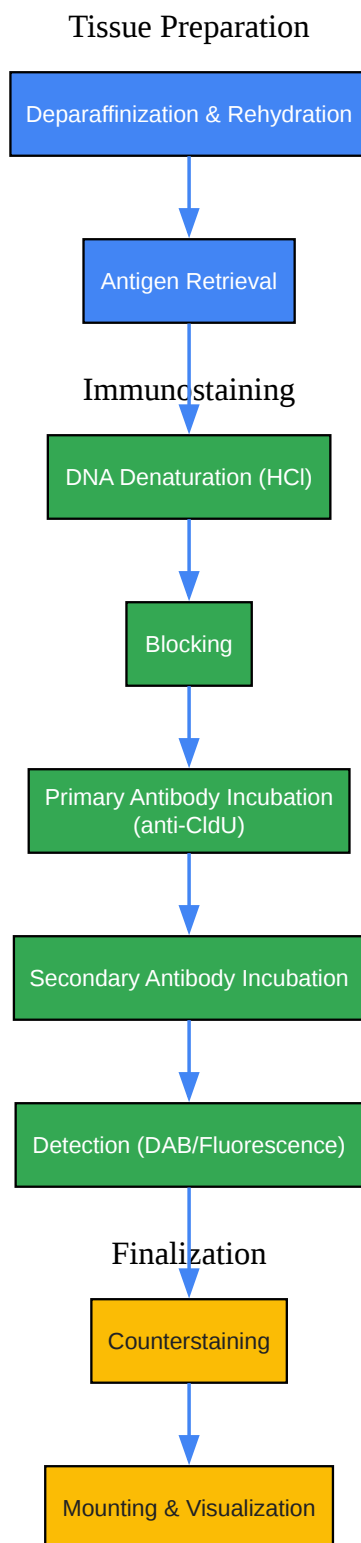 Tissue Preparation
Deparaffinization & Rehydration
Antigen Retrieval
Immunostaining
DNA Denaturation (HCl)
Blocking
Primary Antibody Incubation
(anti-CldU)
Secondary Antibody Incubation
Detection (DAB/Fluorescence)
Finalization
Counterstaining
Mounting & Visualization